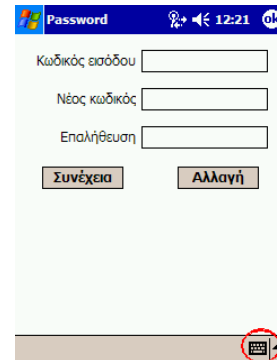 Password 12:21 ok
Κωδικός εισόδου
Νέος κωδικός
Επαλήθευση
Συνέχεια Αλλαγή